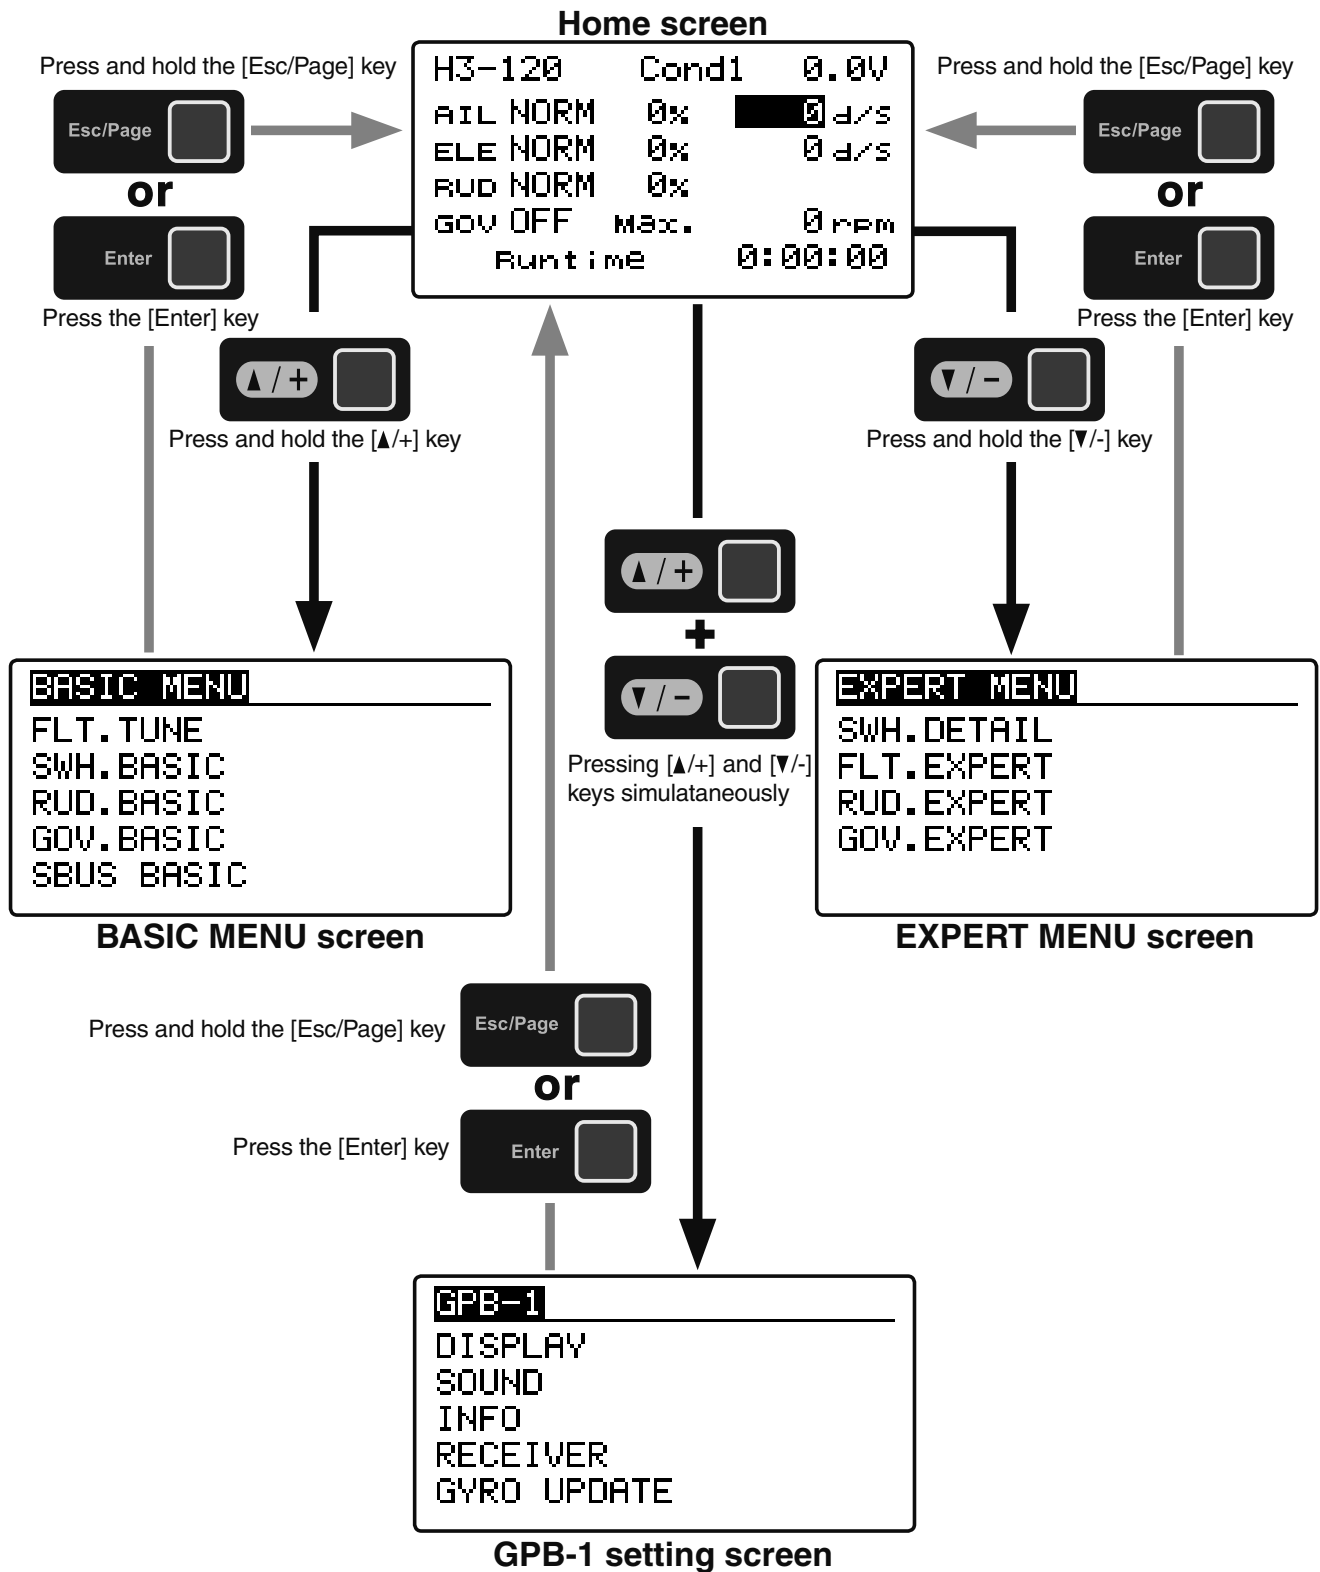 Home screen
Press and hold the [Esc/Page] key
Esc/Page
or
Enter
Press the [Enter] key
H3-120 Cond1 0.0V
AIL NORM 0% 0 d/s
ELE NORM 0% 0 d/s
RUD NORM 0%
GOV OFF Max. 0 rpm
Runtime 0:00:00
Press and hold the [Esc/Page] key
Esc/Page
or
Enter
Press the [Enter] key
▲/+
Press and hold the [▲/+] key
▼/-
Press and hold the [▼/-] key
▲/+
+
▼/-
Pressing [▲/+] and [▼/-]
keys simulataneously
BASIC MENU
FLT.TUNE
SWH.BASIC
RUD.BASIC
GOV.BASIC
SBUS BASIC
BASIC MENU screen
EXPERT MENU
SWH.DETAIL
FLT.EXPERT
RUD.EXPERT
GOV.EXPERT
EXPERT MENU screen
Press and hold the [Esc/Page] key
Esc/Page
or
Press the [Enter] key
Enter
GPB-1
DISPLAY
SOUND
INFO
RECEIVER
GYRO UPDATE
GPB-1 setting screen